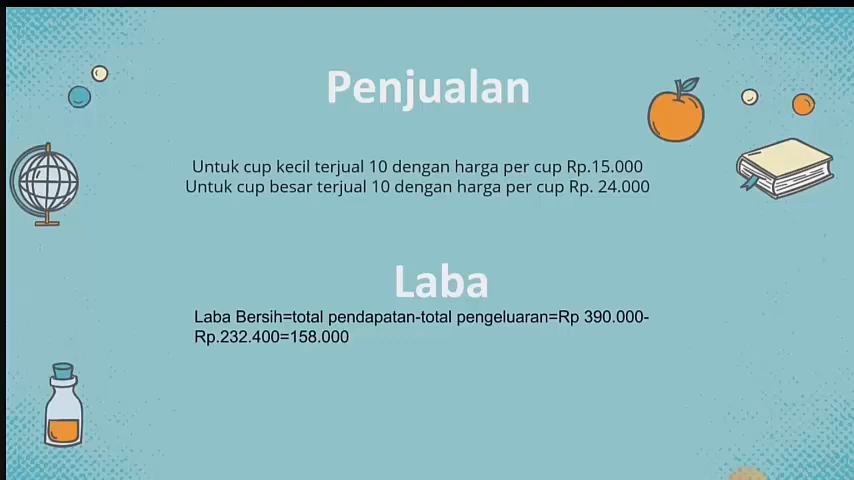 Penjualan
Untuk cup kecil terjual 10 dengan harga per cup Rp.15.000
Untuk cup besar terjual 10 dengan harga per cup Rp. 24.000
Laba
Laba Bersih=total pendapatan-total pengeluaran=Rp 390.000-
Rp.232.400=158.000